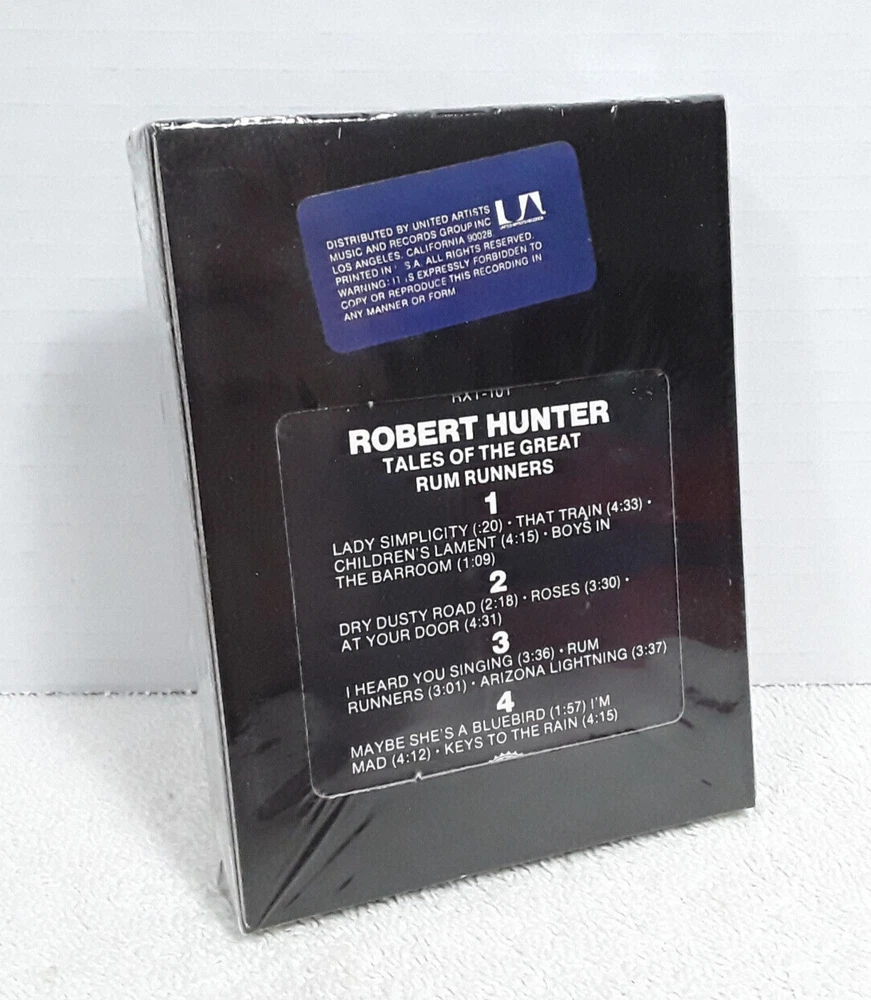 DISTRIBUTED BY UNITED ARTISTS
MUSIC AND RECORDS GROUP INC
LOS ANGELES, CALIFORNIA 90028
PRINTED IN U S A. ALL RIGHTS RESERVED.
WARNING: IT IS EXPRESSLY FORBIDDEN TO
COPY OR REPRODUCE THIS RECORDING IN
ANY MANNER OR FORM
UA
ROBERT HUNTER
TALES OF THE GREAT
RUM RUNNERS
1
LADY SIMPLICITY (:20) • THAT TRAIN (4:33) •
CHILDREN'S LAMENT (4:15) • BOYS IN
THE BARROOM (1:09)
2
DRY DUSTY ROAD (2:18) • ROSES (3:30) •
AT YOUR DOOR (4:31)
3
I HEARD YOU SINGING (3:36) • RUM
RUNNERS (3:01) • ARIZONA LIGHTNING (3:37)
4
MAYBE SHE'S A BLUEBIRD (1:57) I'M
MAD (4:12) • KEYS TO THE RAIN (4:15)